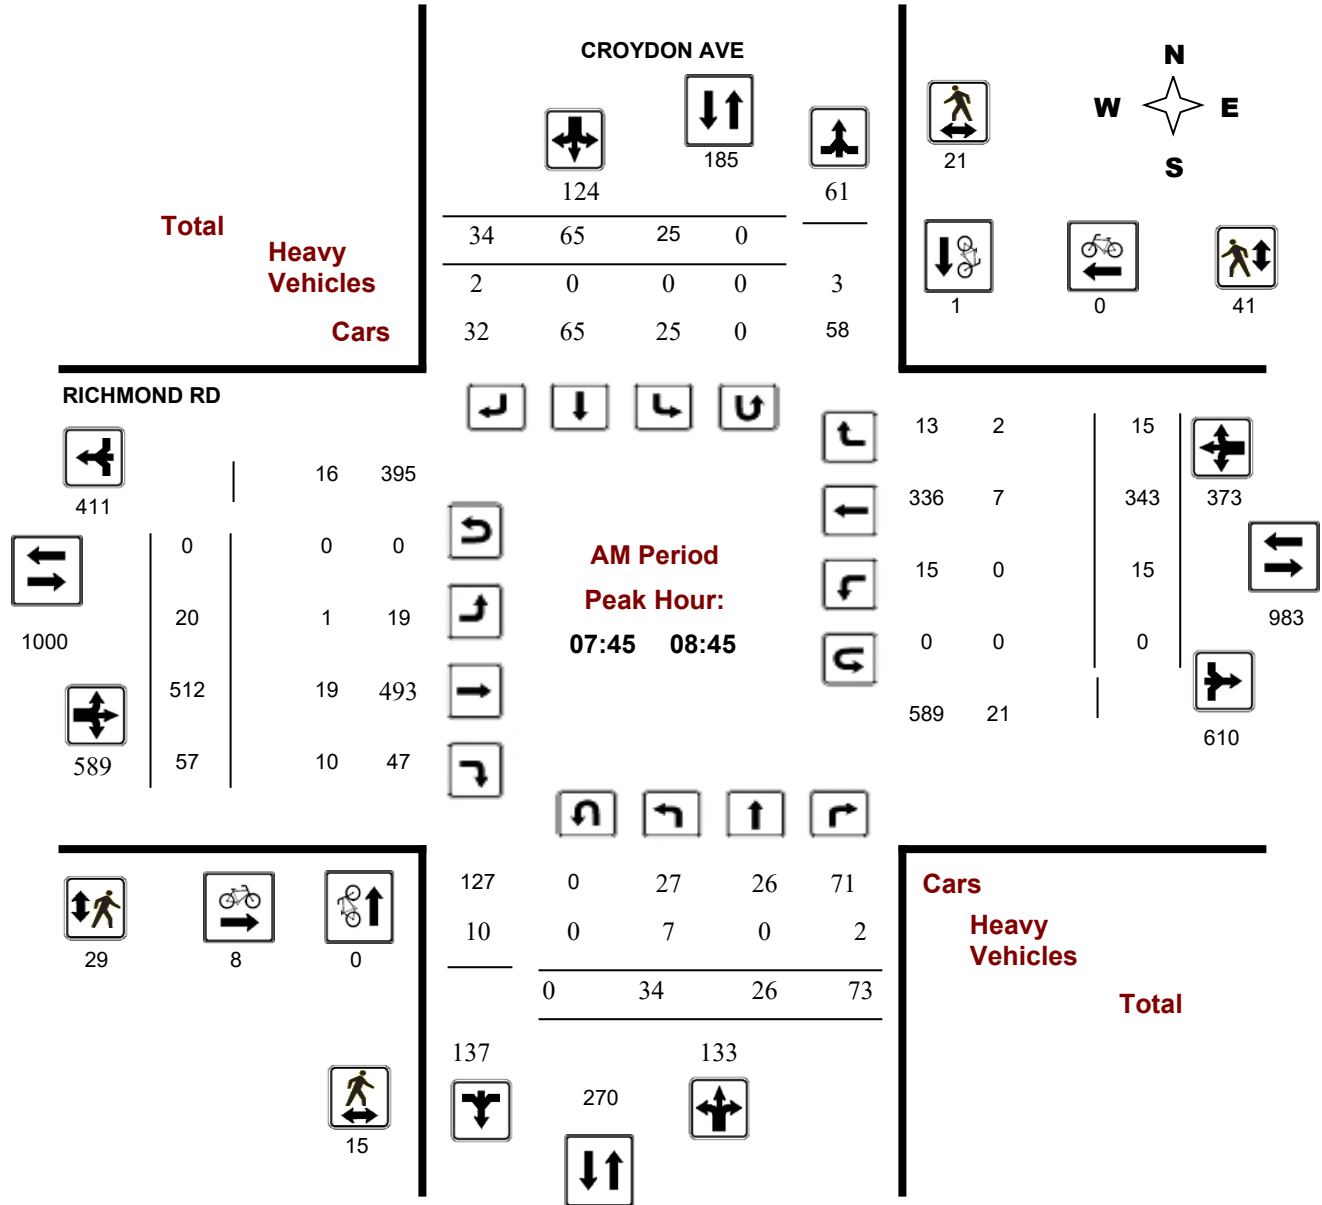 CROYDON AVE
N
W E
S
185
21
124
61
Total
34 65 25 0
Heavy
Vehicles
2 0 0 0 3
1 0 41
Cars
32 65 25 0 58
RICHMOND RD
13 2 15
16 395
411
336 7 343 373
0 0 0
AM Period
15 0 15
Peak Hour:
20 1 19
983
1000
07:45 08:45
0 0 0
512 19 493
589 21
610
589 57 10 47
127 0 27 26 71
Cars
10 0 7 0 2
Heavy
Vehicles
29 8 0
0 34 26 73
Total
137 133
270
15